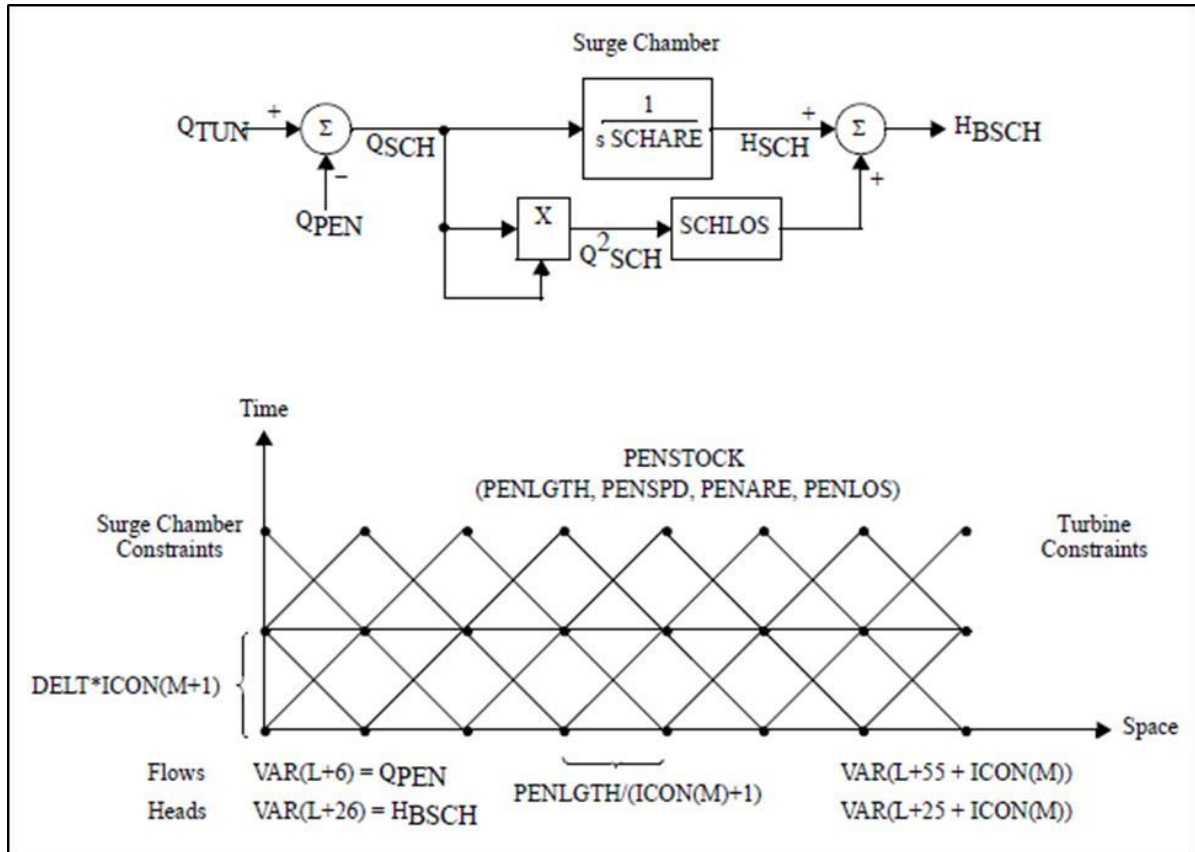 Surge Chamber
QTUN
+
Σ
−
QPEN
QSCH
1
s SCHARE
HSCH
+
Σ
+
HBSCH
X
Q2SCH
SCHLOS
Time
PENSTOCK
(PENLGTH, PENSPD, PENARE, PENLOS)
Surge Chamber
Constraints
Turbine
Constraints
DELT*ICON(M+1)
Space
Flows VAR(L+6) = QPEN
PENLGTH/(ICON(M)+1)
VAR(L+55 + ICON(M))
Heads VAR(L+26) = HBSCH
VAR(L+25 + ICON(M))